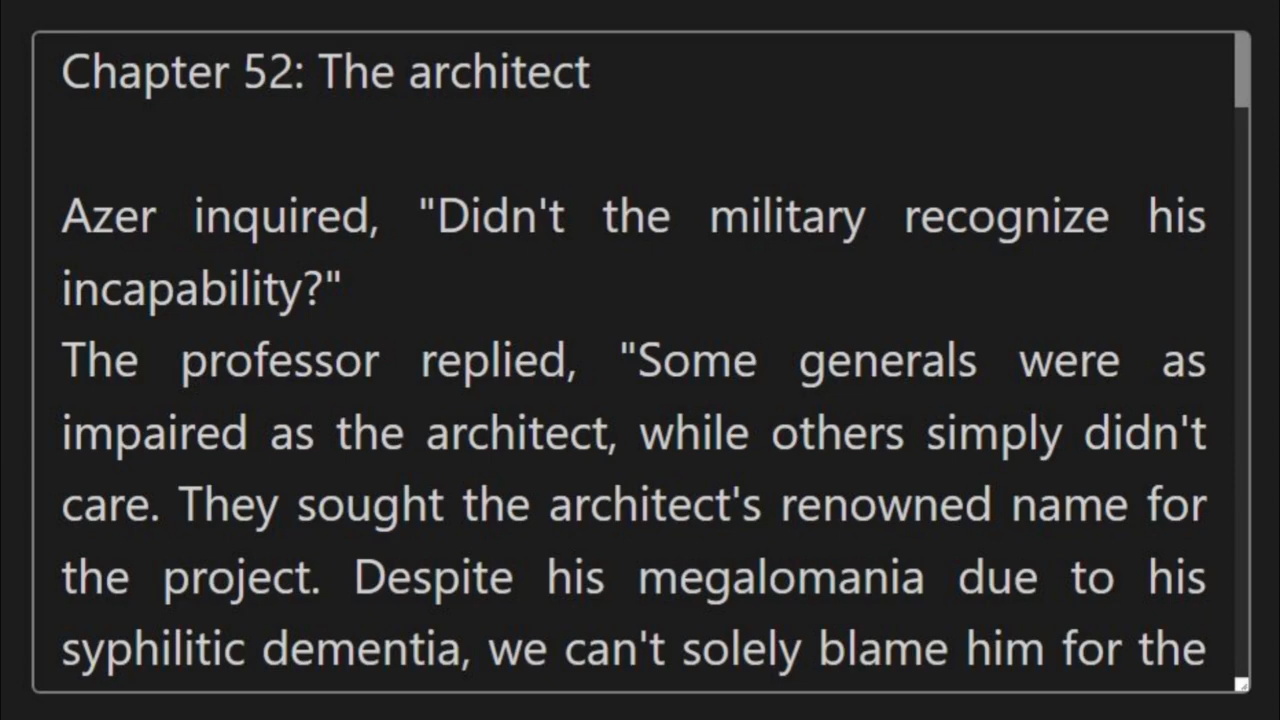 Chapter 52: The architect
Azer inquired, "Didn't the military recognize his
incapability?"
The professor replied, "Some generals were as
impaired as the architect, while others simply didn't
care. They sought the architect's renowned name for
the project. Despite his megalomania due to his
syphilitic dementia, we can't solely blame him for the